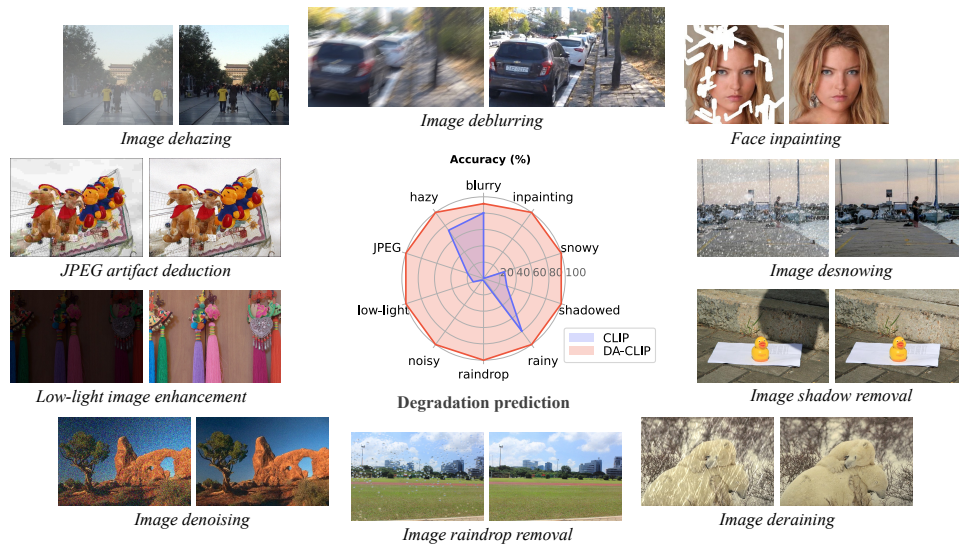 Image dehazing
Image deblurring
Face inpainting
JPEG artifact deduction
Image desnowing
Low-light image enhancement
Image shadow removal
Accuracy (%)
blurry
hazy
inpainting
JPEG
snowy
20 40 60 80 100
low-light
shadowed
noisy
rainy
raindrop
CLIP
DA-CLIP
Degradation prediction
Image denoising
Image raindrop removal
Image deraining